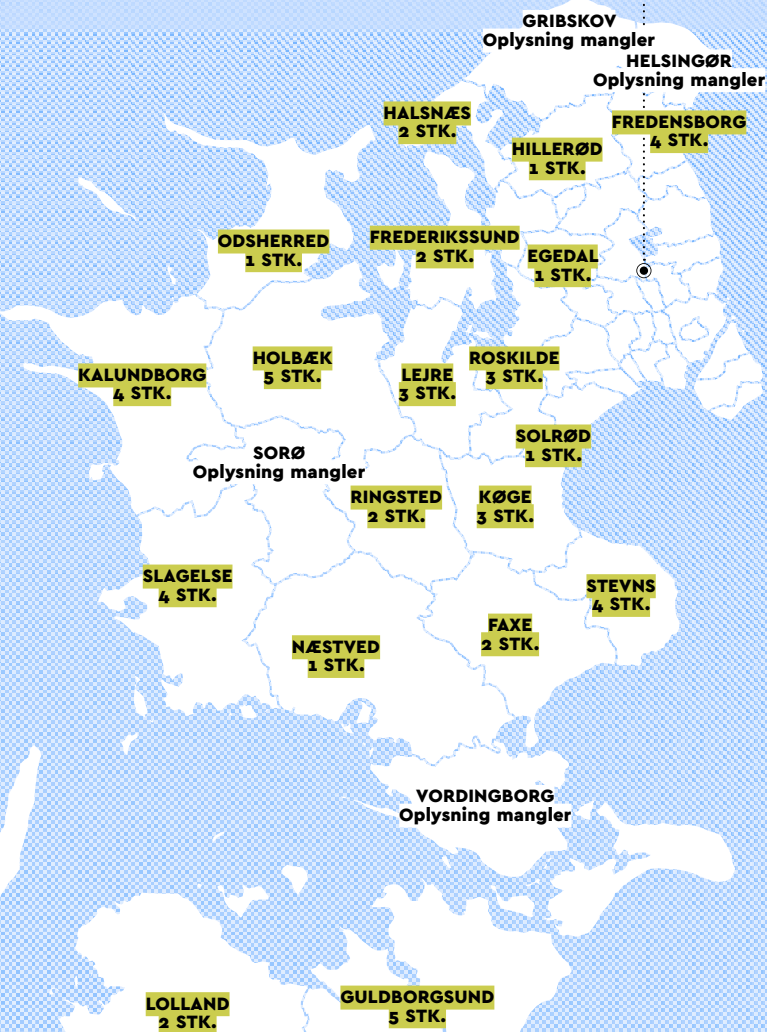 GRIBSKOV
Oplysning mangler
HELSINGØR
Oplysning mangler
HALSNÆS
2 STK.
FREDENSBORG
4 STK.
HILLERØD
1 STK.
ODSHERRED
1 STK.
FREDERIKSSUND
2 STK.
EGEDAL
1 STK.
KALUNDBORG
4 STK.
HOLBÆK
5 STK.
LEJRE
3 STK.
ROSKILDE
3 STK.
SOLRØD
1 STK.
SORØ
Oplysning mangler
RINGSTED
2 STK.
KØGE
3 STK.
SLAGELSE
4 STK.
STEVNS
4 STK.
FAXE
2 STK.
NÆSTVED
1 STK.
VORDINGBORG
Oplysning mangler
LOLLAND
2 STK.
GULDBORGSUND
5 STK.